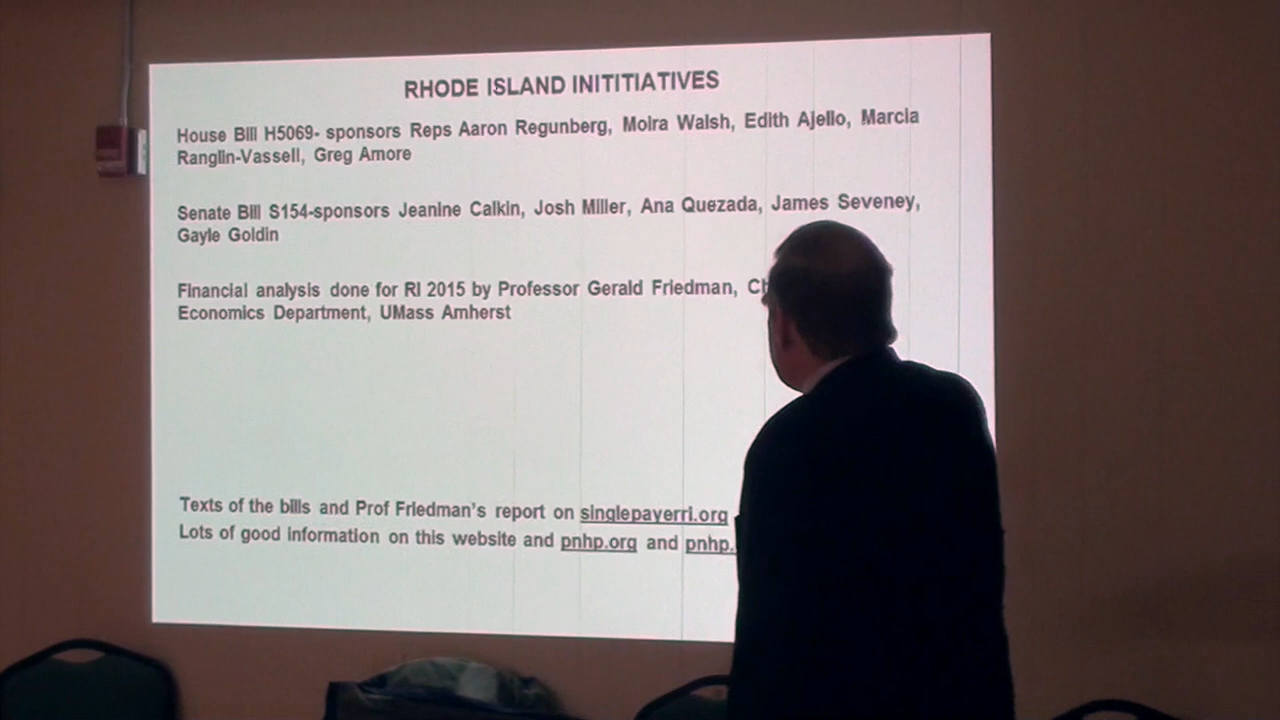 RHODE ISLAND INITITIATIVES
House Bill H5069- sponsors Reps Aaron Regunberg, Moira Walsh, Edith Ajello, Marcia
Ranglin-Vassell, Greg Amore
Senate Bill S154-sponsors Jeanine Calkin, Josh Miller, Ana Quezada, James Seveney,
Gayle Goldin
Financial analysis done for RI 2015 by Professor Gerald Friedman,
Economics Department, UMass Amherst
Texts of the bills and Prof Friedman's report on singlepayerri.org
Lots of good information on this website and pnhp.org and pnhp.